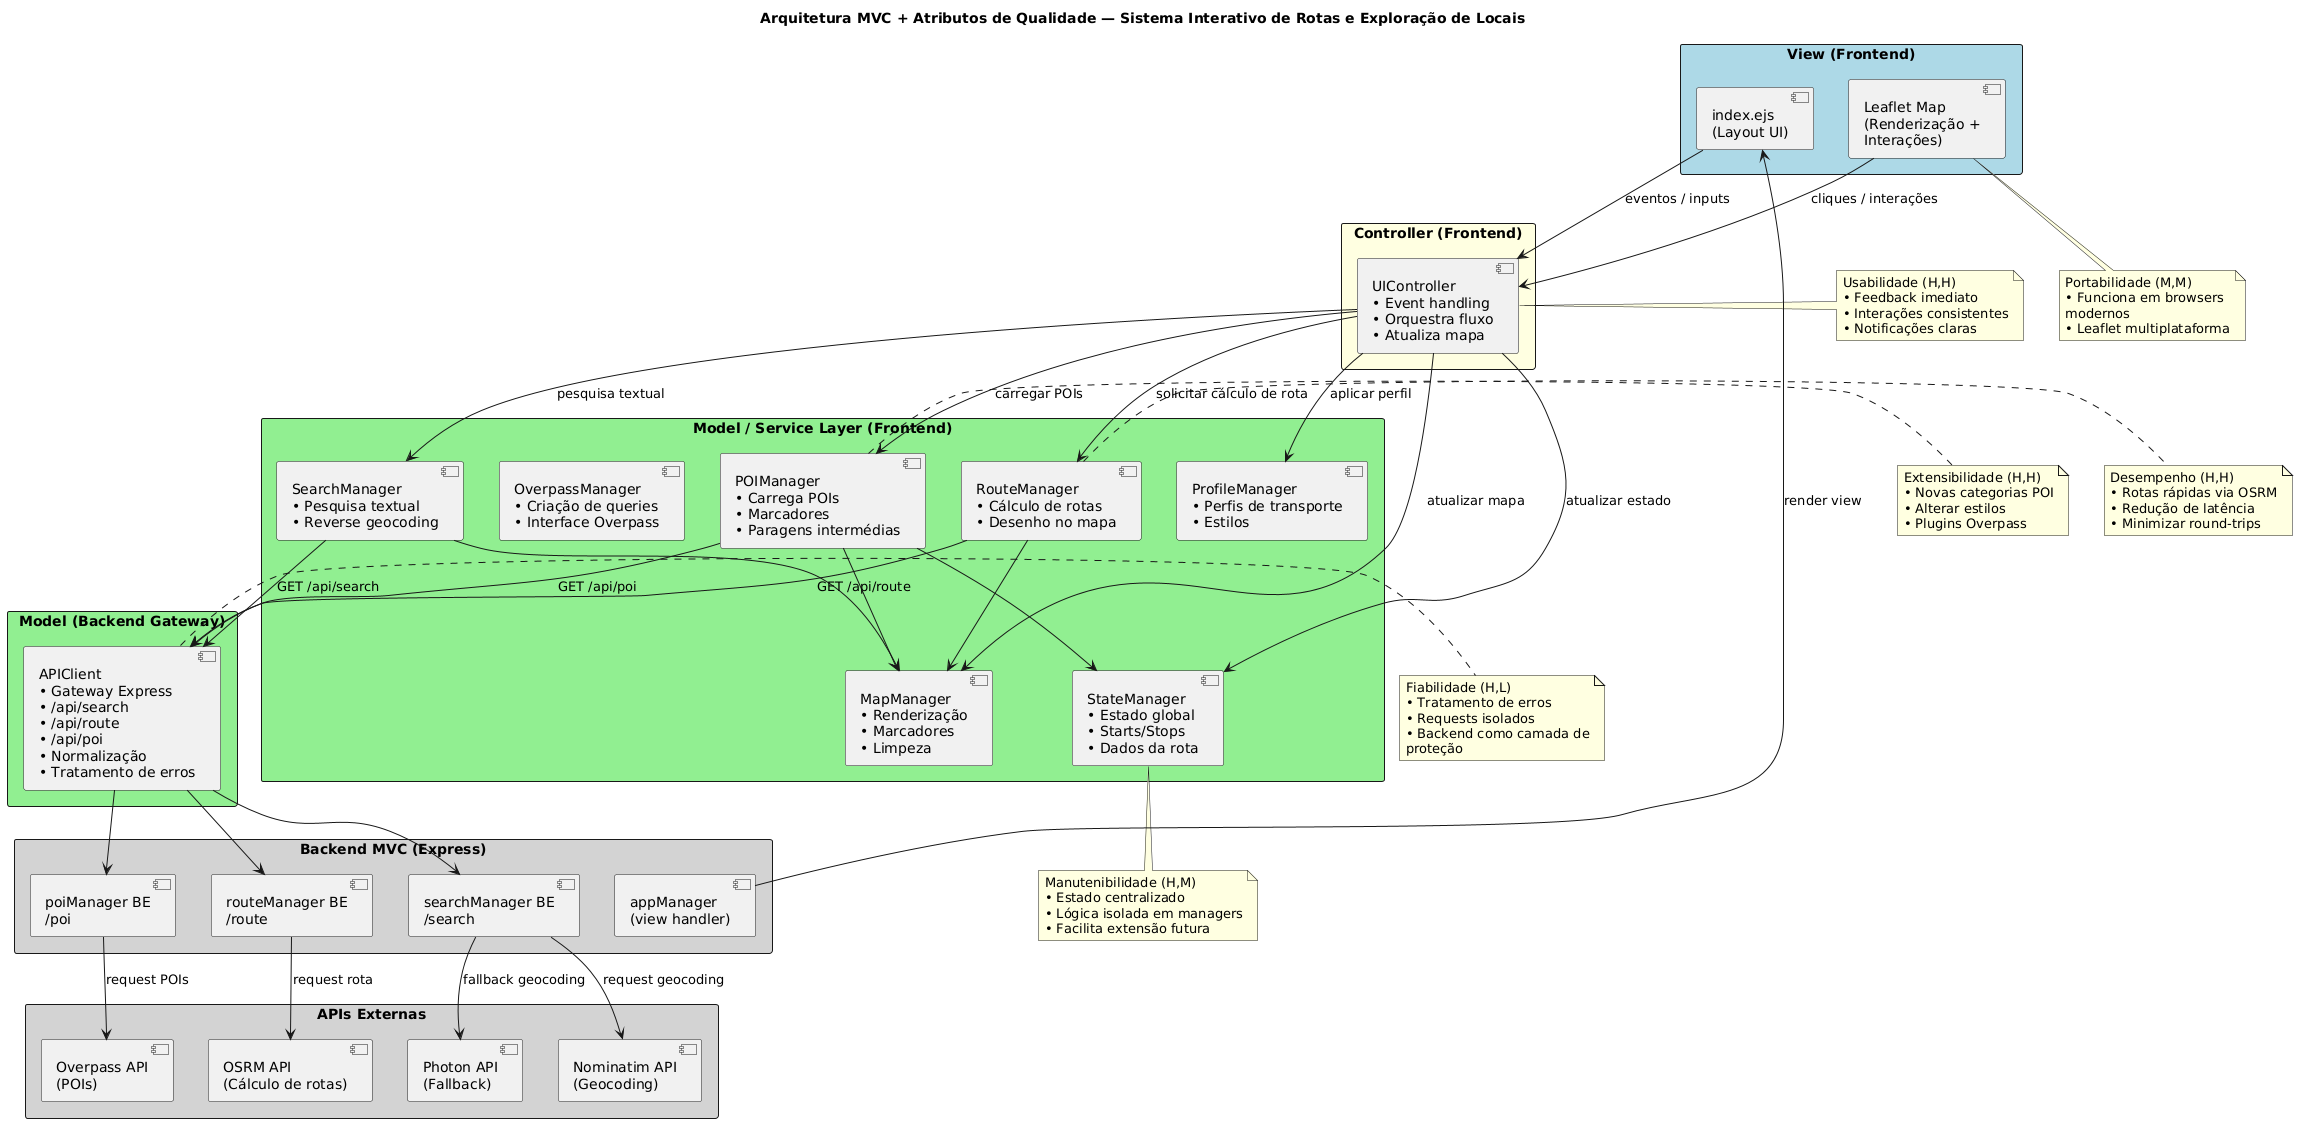 Arquitetura MVC + Atributos de Qualidade — Sistema Interativo de Rotas e Exploração de Locais
View (Frontend)
index.ejs
(Layout UI)
Leaflet Map
(Renderização +
Interações)
eventos / inputs
cliques / interações
Controller (Frontend)
UIController
• Event handling
• Orquestra fluxo
• Atualiza mapa
Usabilidade (H,H)
• Feedback imediato
• Interações consistentes
• Notificações claras
Portabilidade (M,M)
• Funciona em browsers
modernos
• Leaflet multiplataforma
pesquisa textual
carregar POIs
solicitar cálculo de rota
aplicar perfil
Model / Service Layer (Frontend)
SearchManager
• Pesquisa textual
• Reverse geocoding
OverpassManager
• Criação de queries
• Interface Overpass
POIManager
• Carrega POIs
• Marcadores
• Paragens intermédias
RouteManager
• Cálculo de rotas
• Desenho no mapa
ProfileManager
• Perfis de transporte
• Estilos
atualizar mapa
atualizar estado
render view
Extensibilidade (H,H)
• Novas categorias POI
• Alterar estilos
• Plugins Overpass
Desempenho (H,H)
• Rotas rápidas via OSRM
• Redução de latência
• Minimizar round-trips
GET /api/search
GET /api/poi
GET /api/route
Model (Backend Gateway)
APIClient
• Gateway Express
• /api/search
• /api/route
• /api/poi
• Normalização
• Tratamento de erros
MapManager
• Renderização
• Marcadores
• Limpeza
StateManager
• Estado global
• Starts/Stops
• Dados da rota
Fiabilidade (H,L)
• Tratamento de erros
• Requests isolados
• Backend como camada de
proteção
Backend MVC (Express)
poiManager BE
/poi
routeManager BE
/route
searchManager BE
/search
appManager
(view handler)
Manutenibilidade (H,M)
• Estado centralizado
• Lógica isolada em managers
• Facilita extensão futura
request POIs
request rota
fallback geocoding
request geocoding
APIs Externas
Overpass API
(POIs)
OSRM API
(Cálculo de rotas)
Photon API
(Fallback)
Nominatim API
(Geocoding)